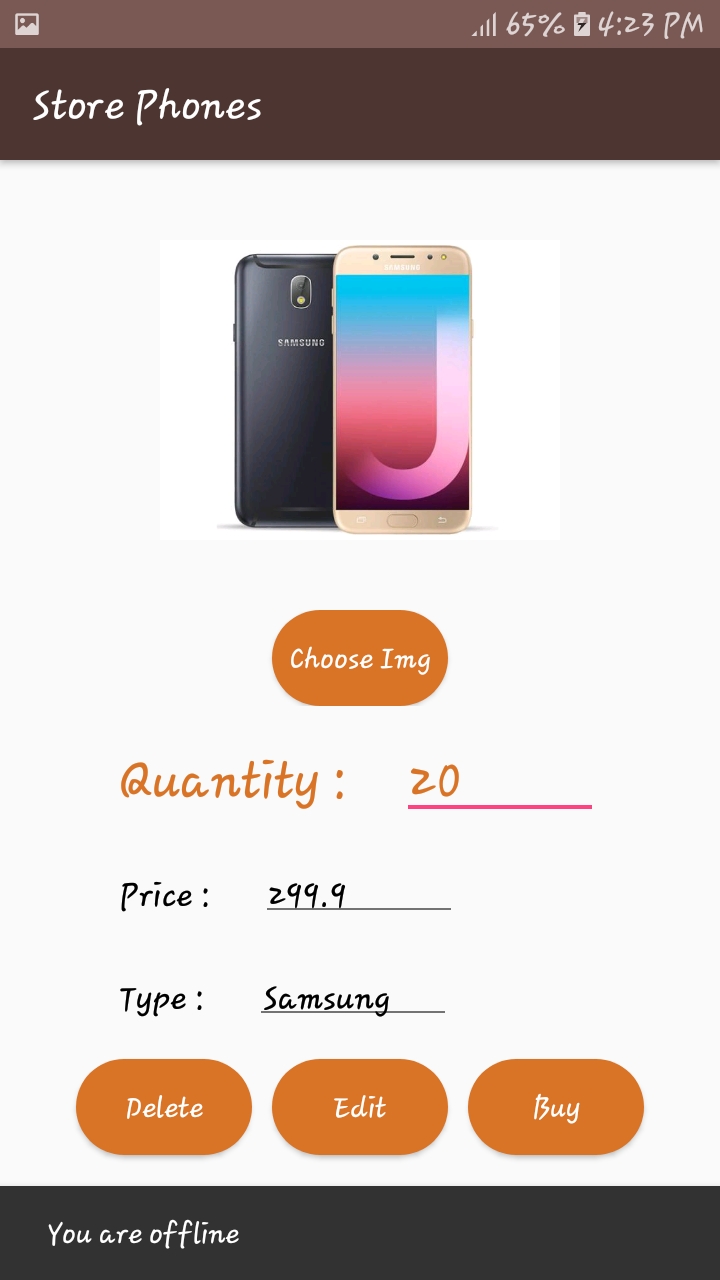 65% 4:23 PM
Store Phones
SAMSUNG
SAMSUNG
Choose Img
Quantity : 20
Price : 299.9
Type : Samsung
Delete Edit Buy
You are offline